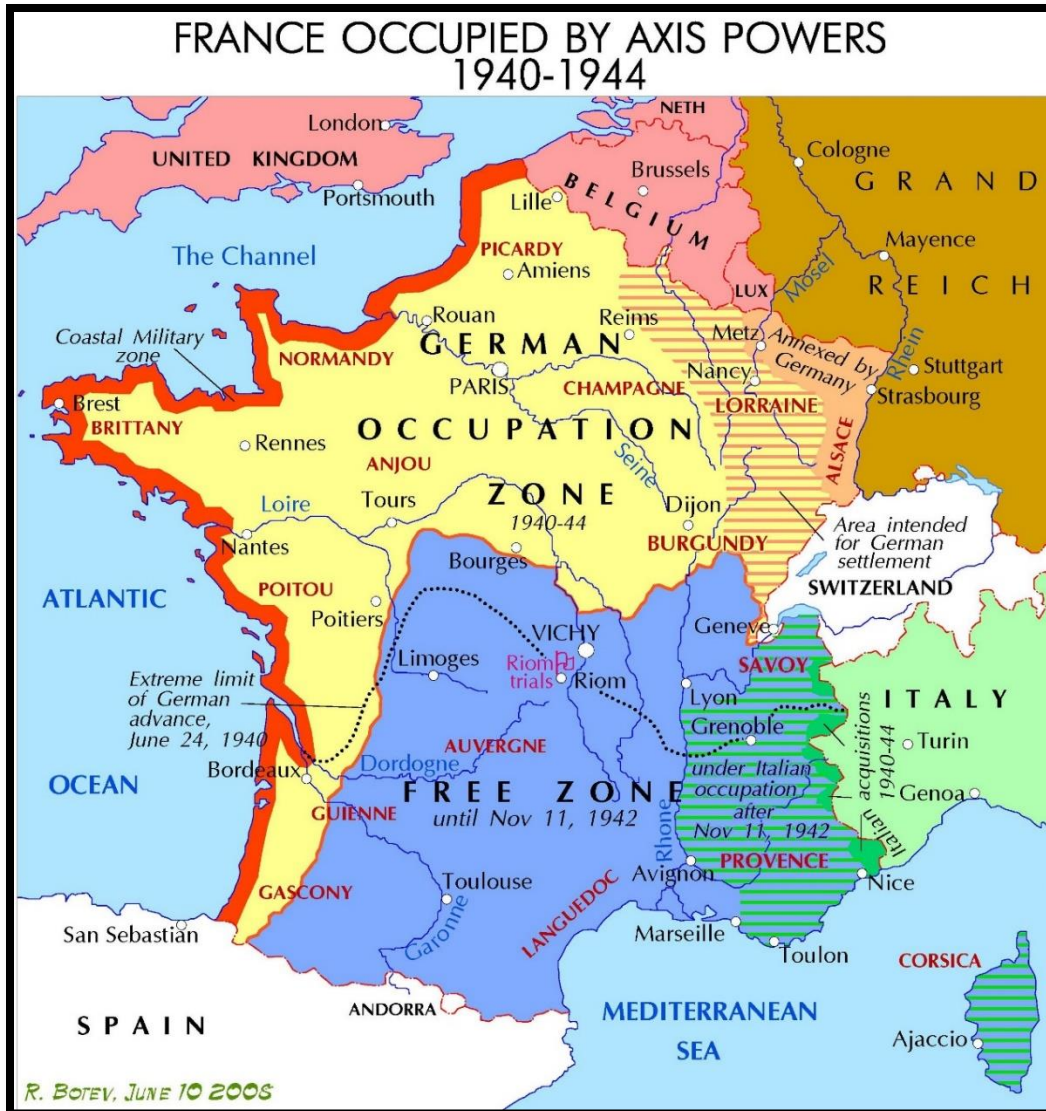 FRANCE OCCUPIED BY AXIS POWERS
1940-1944
NETH
London
UNITED KINGDOM
Portsmouth
Brussels
BELGIUM
Lille
Cologne
GRAND
REICH
Mayence
The Channel
PICARDY
Amiens
LUX
Mosel
Coastal Military
zone
Rouan
Reims
Metz
Annexed by
Germany
Rhein
NORMANDY
GERMAN
PARIS
CHAMPAGNE
Nancy
LORRAINE
Stuttgart
Strasbourg
Brest
BRITTANY
Rennes
OCCUPATION
ANJOU
Seine
ALSACE
Loire
Tours
ZONE
1940-44
Dijon
Area intended
for German
settlement
Nantes
Bourges
BURGUNDY
SWITZERLAND
ATLANTIC
POITOU
Poitiers
VICHY
Geneve
Limoges
Riom
trials
Riom
SAVOY
Extreme limit
of German
advance,
June 24, 1940
Lyon
ITALY
Grenoble
Turin
AUVERGNE
OCEAN
Bordeaux
Dordogne
FREE ZONE
until Nov 11, 1942
under Italian
occupation
after
Nov 11, 1942
Italian
acquisitions
1940-44
Genoa
GUIENNE
Rhone
PROVENCE
Avignon
Nice
GASCONY
Toulouse
Garonne
LANGUEDOC
San Sebastian
Marseille
Toulon
CORSICA
ANDORRA
SPAIN
MEDITERRANEAN
SEA
Ajaccio
R. BOTEV, JUNE 10 2008